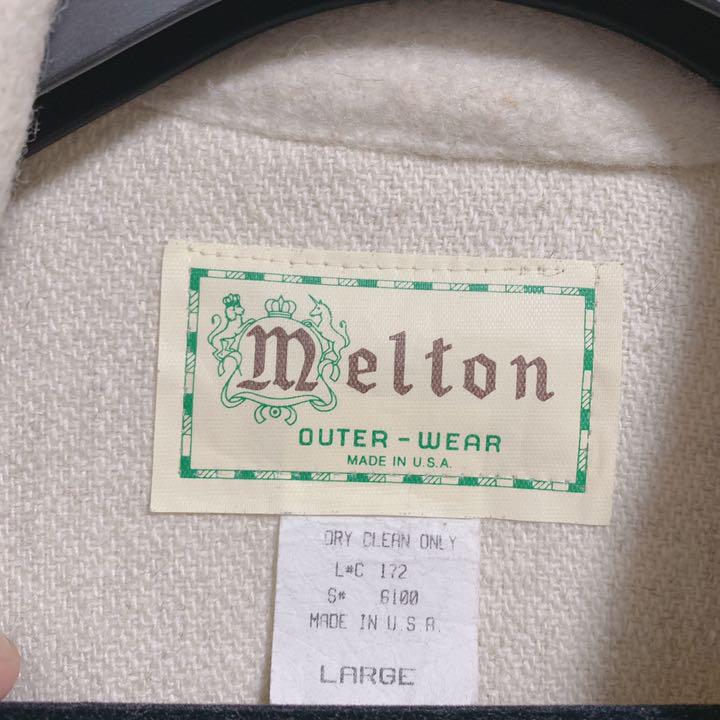 Melton
OUTER-WEAR
MADE IN U.S.A.
DRY CLEAN ONLY
L#C 172
S# 6100
MADE IN U.S.A.
LARGE